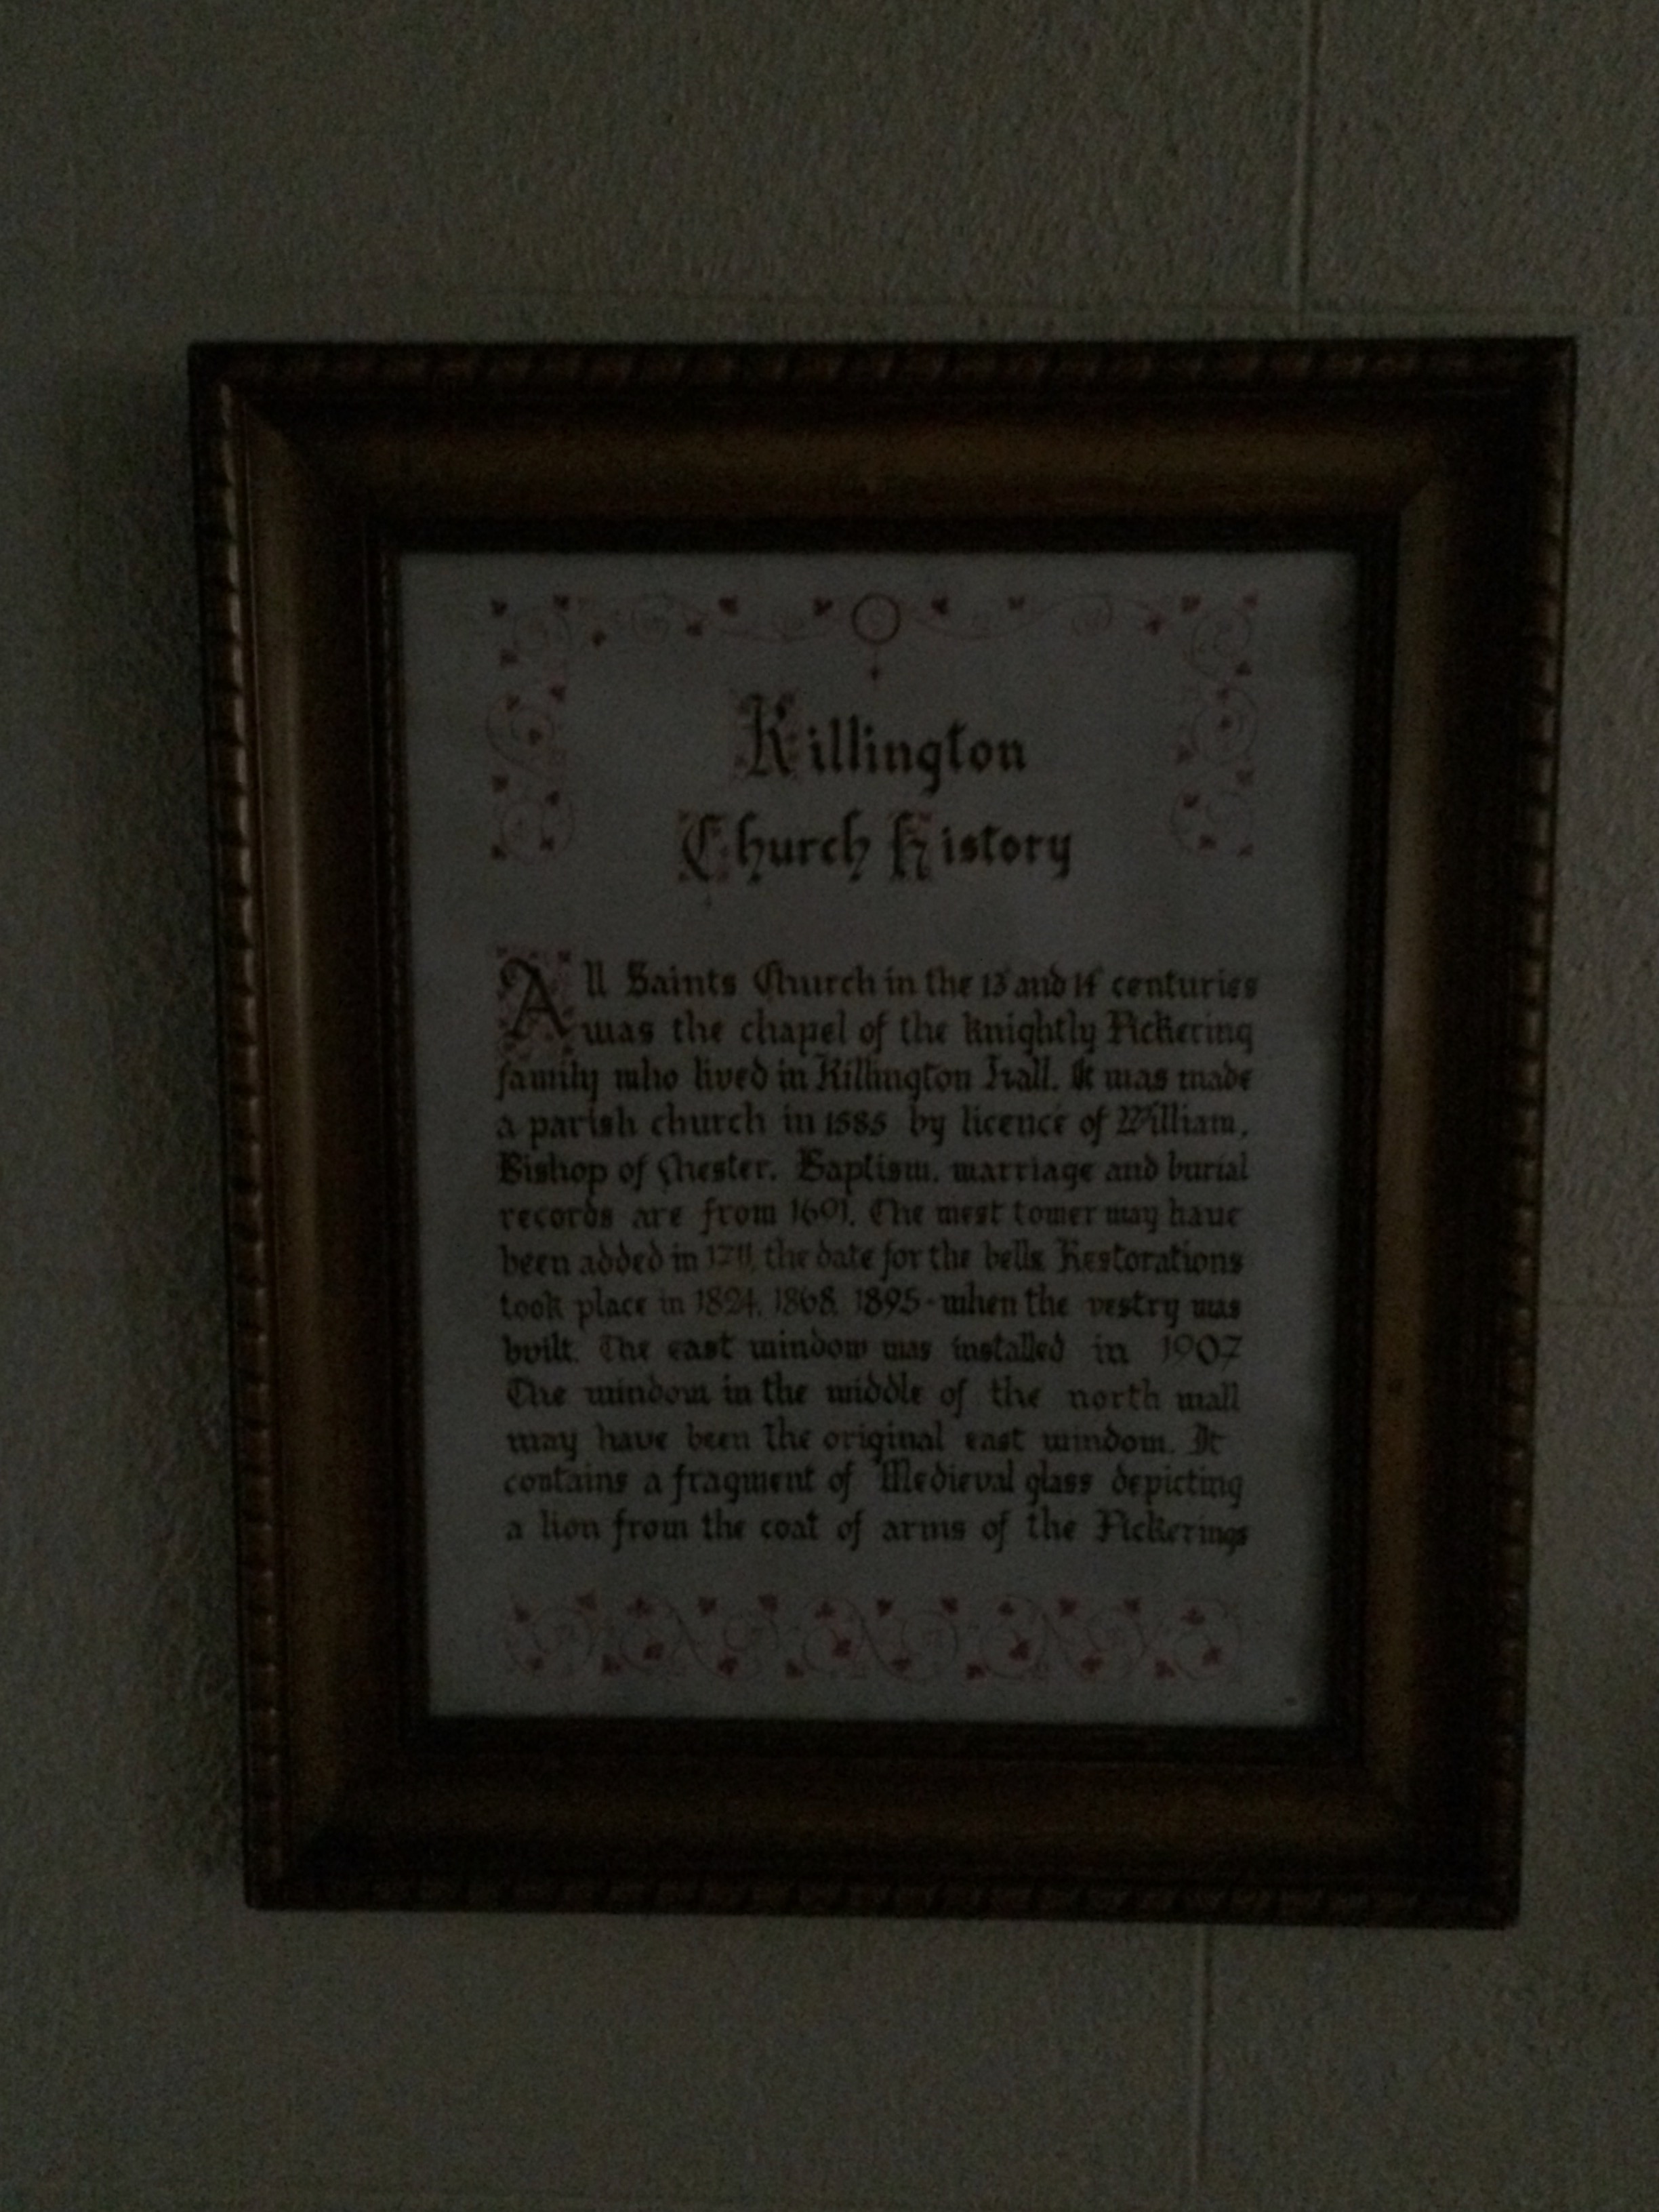 Killington
Church History
All Saints Church in the 13 and 14 centuries
was the chapel of the knightly Pickering
family who lived in Killington Hall. It was made
a parish church in 1585 by licence of William,
Bishop of Chester. Baptism, marriage and burial
records are from 1691. The west tower may have
been added in 1711, the date for the bells. Restorations
took place in 1824, 1868, 1895-when the vestry was
built. The east window was installed in 1907
The window in the middle of the north wall
may have been the original east window. It
contains a fragment of Medieval glass depicting
a lion from the coat of arms of the Pickerings